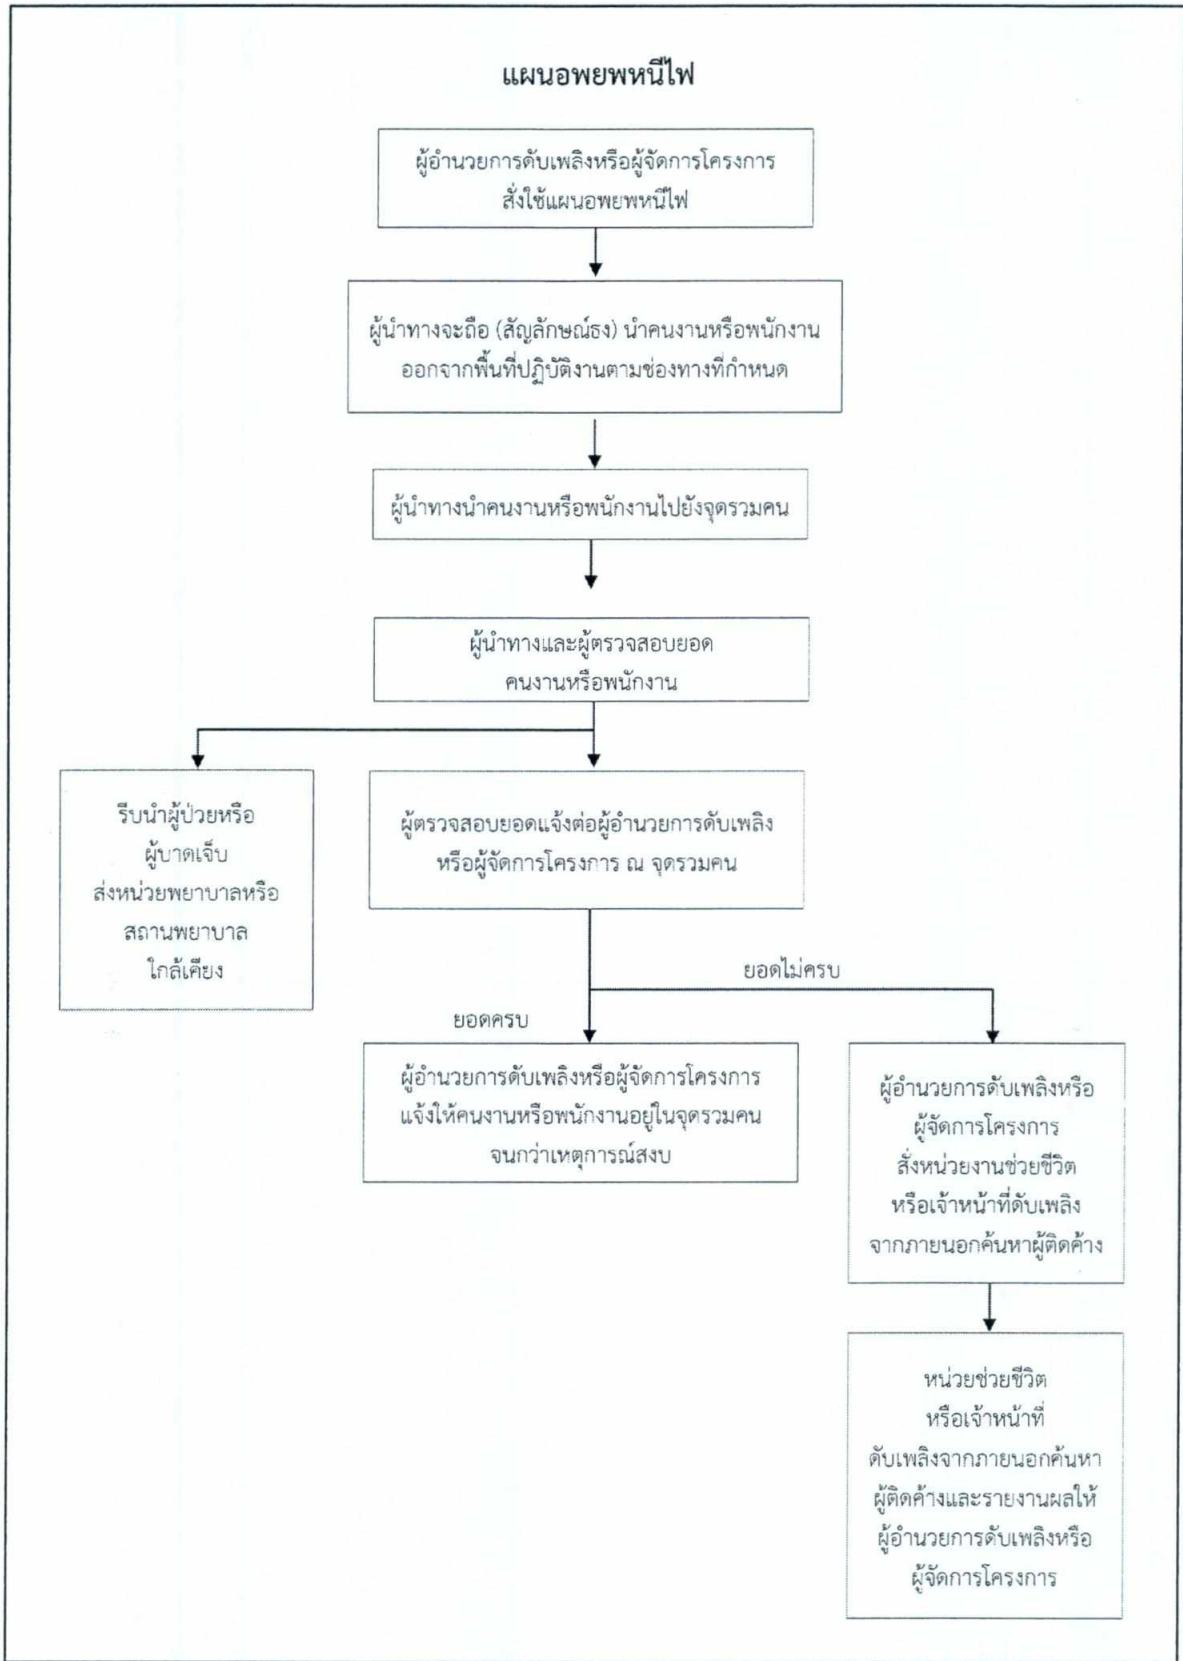 แผนอพยพหนีไฟ
ผู้อำนวยการดับเพลิงหรือผู้จัดการโครงการ
สั่งใช้แผนอพยพหนีไฟ
ผู้นำทางจะถือ (สัญลักษณ์ธง) นำคนงานหรือพนักงาน
ออกจากพื้นที่ปฏิบัติงานตามช่องทางที่กำหนด
ผู้นำทางนำคนงานหรือพนักงานไปยังจุดรวมคน
ผู้นำทางและผู้ตรวจสอบยอด
คนงานหรือพนักงาน
รีบนำผู้ป่วยหรือ
ผู้บาดเจ็บ
ส่งหน่วยพยาบาลหรือ
สถานพยาบาล
ใกล้เคียง
ผู้ตรวจสอบยอดแจ้งต่อผู้อำนวยการดับเพลิง
หรือผู้จัดการโครงการ ณ จุดรวมคน
ยอดไม่ครบ
ยอดครบ
ผู้อำนวยการดับเพลิงหรือผู้จัดการโครงการ
แจ้งให้คนงานหรือพนักงานอยู่ในจุดรวมคน
จนกว่าเหตุการณ์สงบ
ผู้อำนวยการดับเพลิงหรือ
ผู้จัดการโครงการ
สั่งหน่วยงานช่วยชีวิต
หรือเจ้าหน้าที่ดับเพลิง
จากภายนอกค้นหาผู้ติดค้าง
หน่วยช่วยชีวิต
หรือเจ้าหน้าที่
ดับเพลิงจากภายนอกค้นหา
ผู้ติดค้างและรายงานผลให้
ผู้อำนวยการดับเพลิงหรือ
ผู้จัดการโครงการ